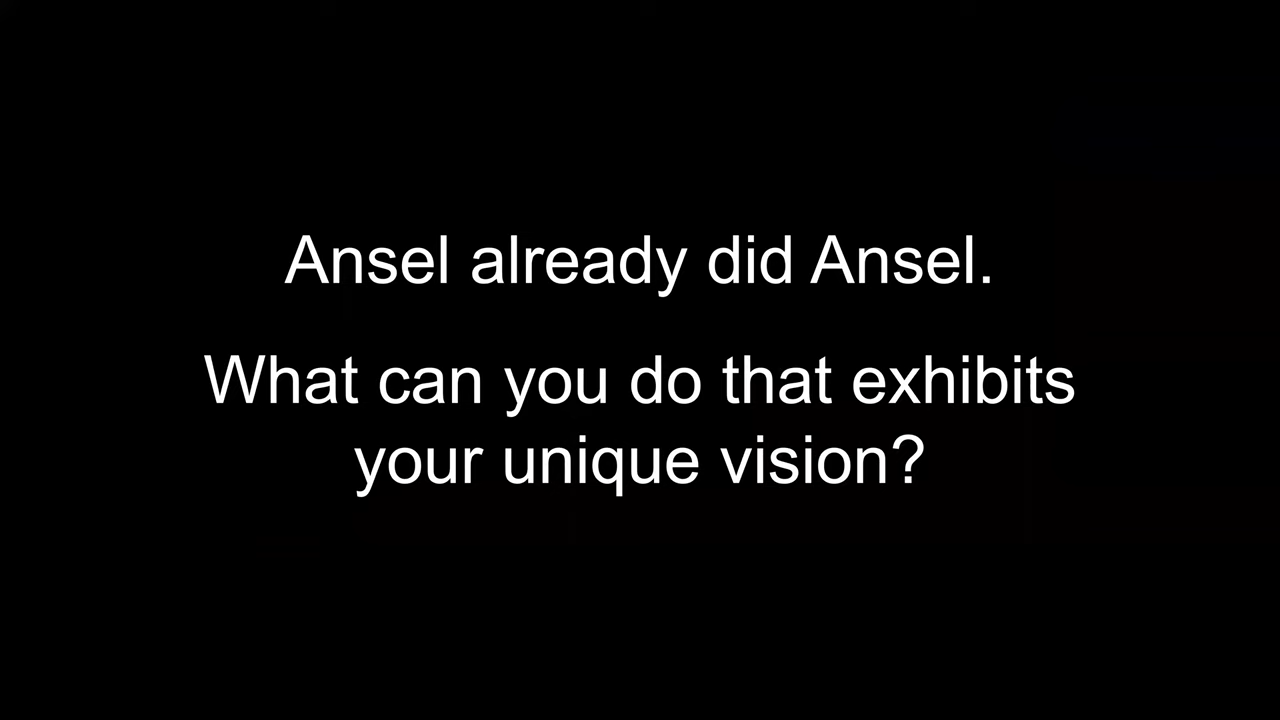 Ansel already did Ansel.
What can you do that exhibits
your unique vision?